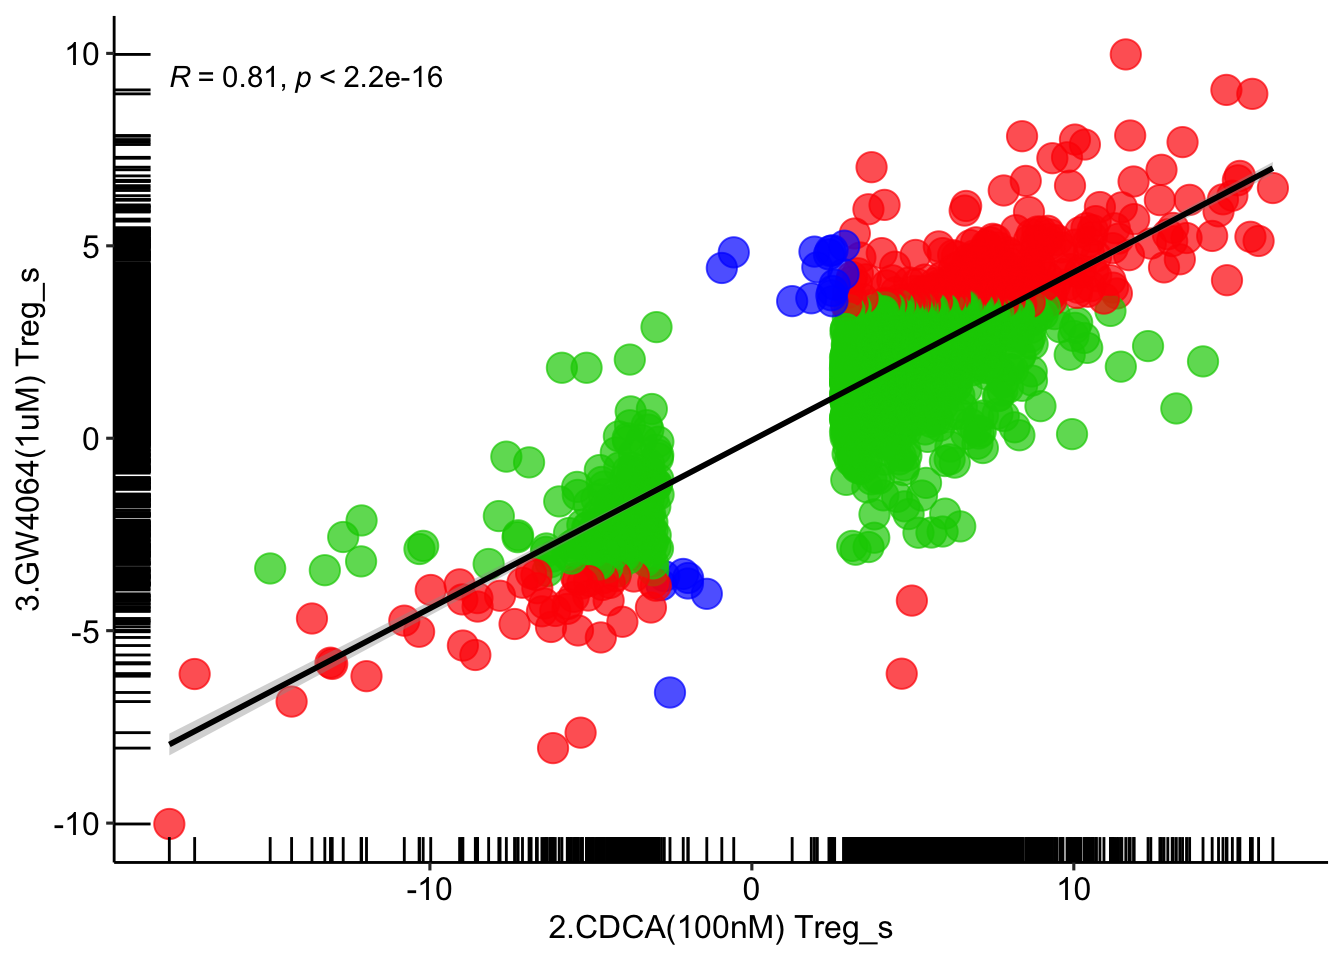 R = 0.81, p < 2.2e-16
10
5
0
-5
-10
3.GW4064(1uM) Treg_s
-10 0 10
2.CDCA(100nM) Treg_s